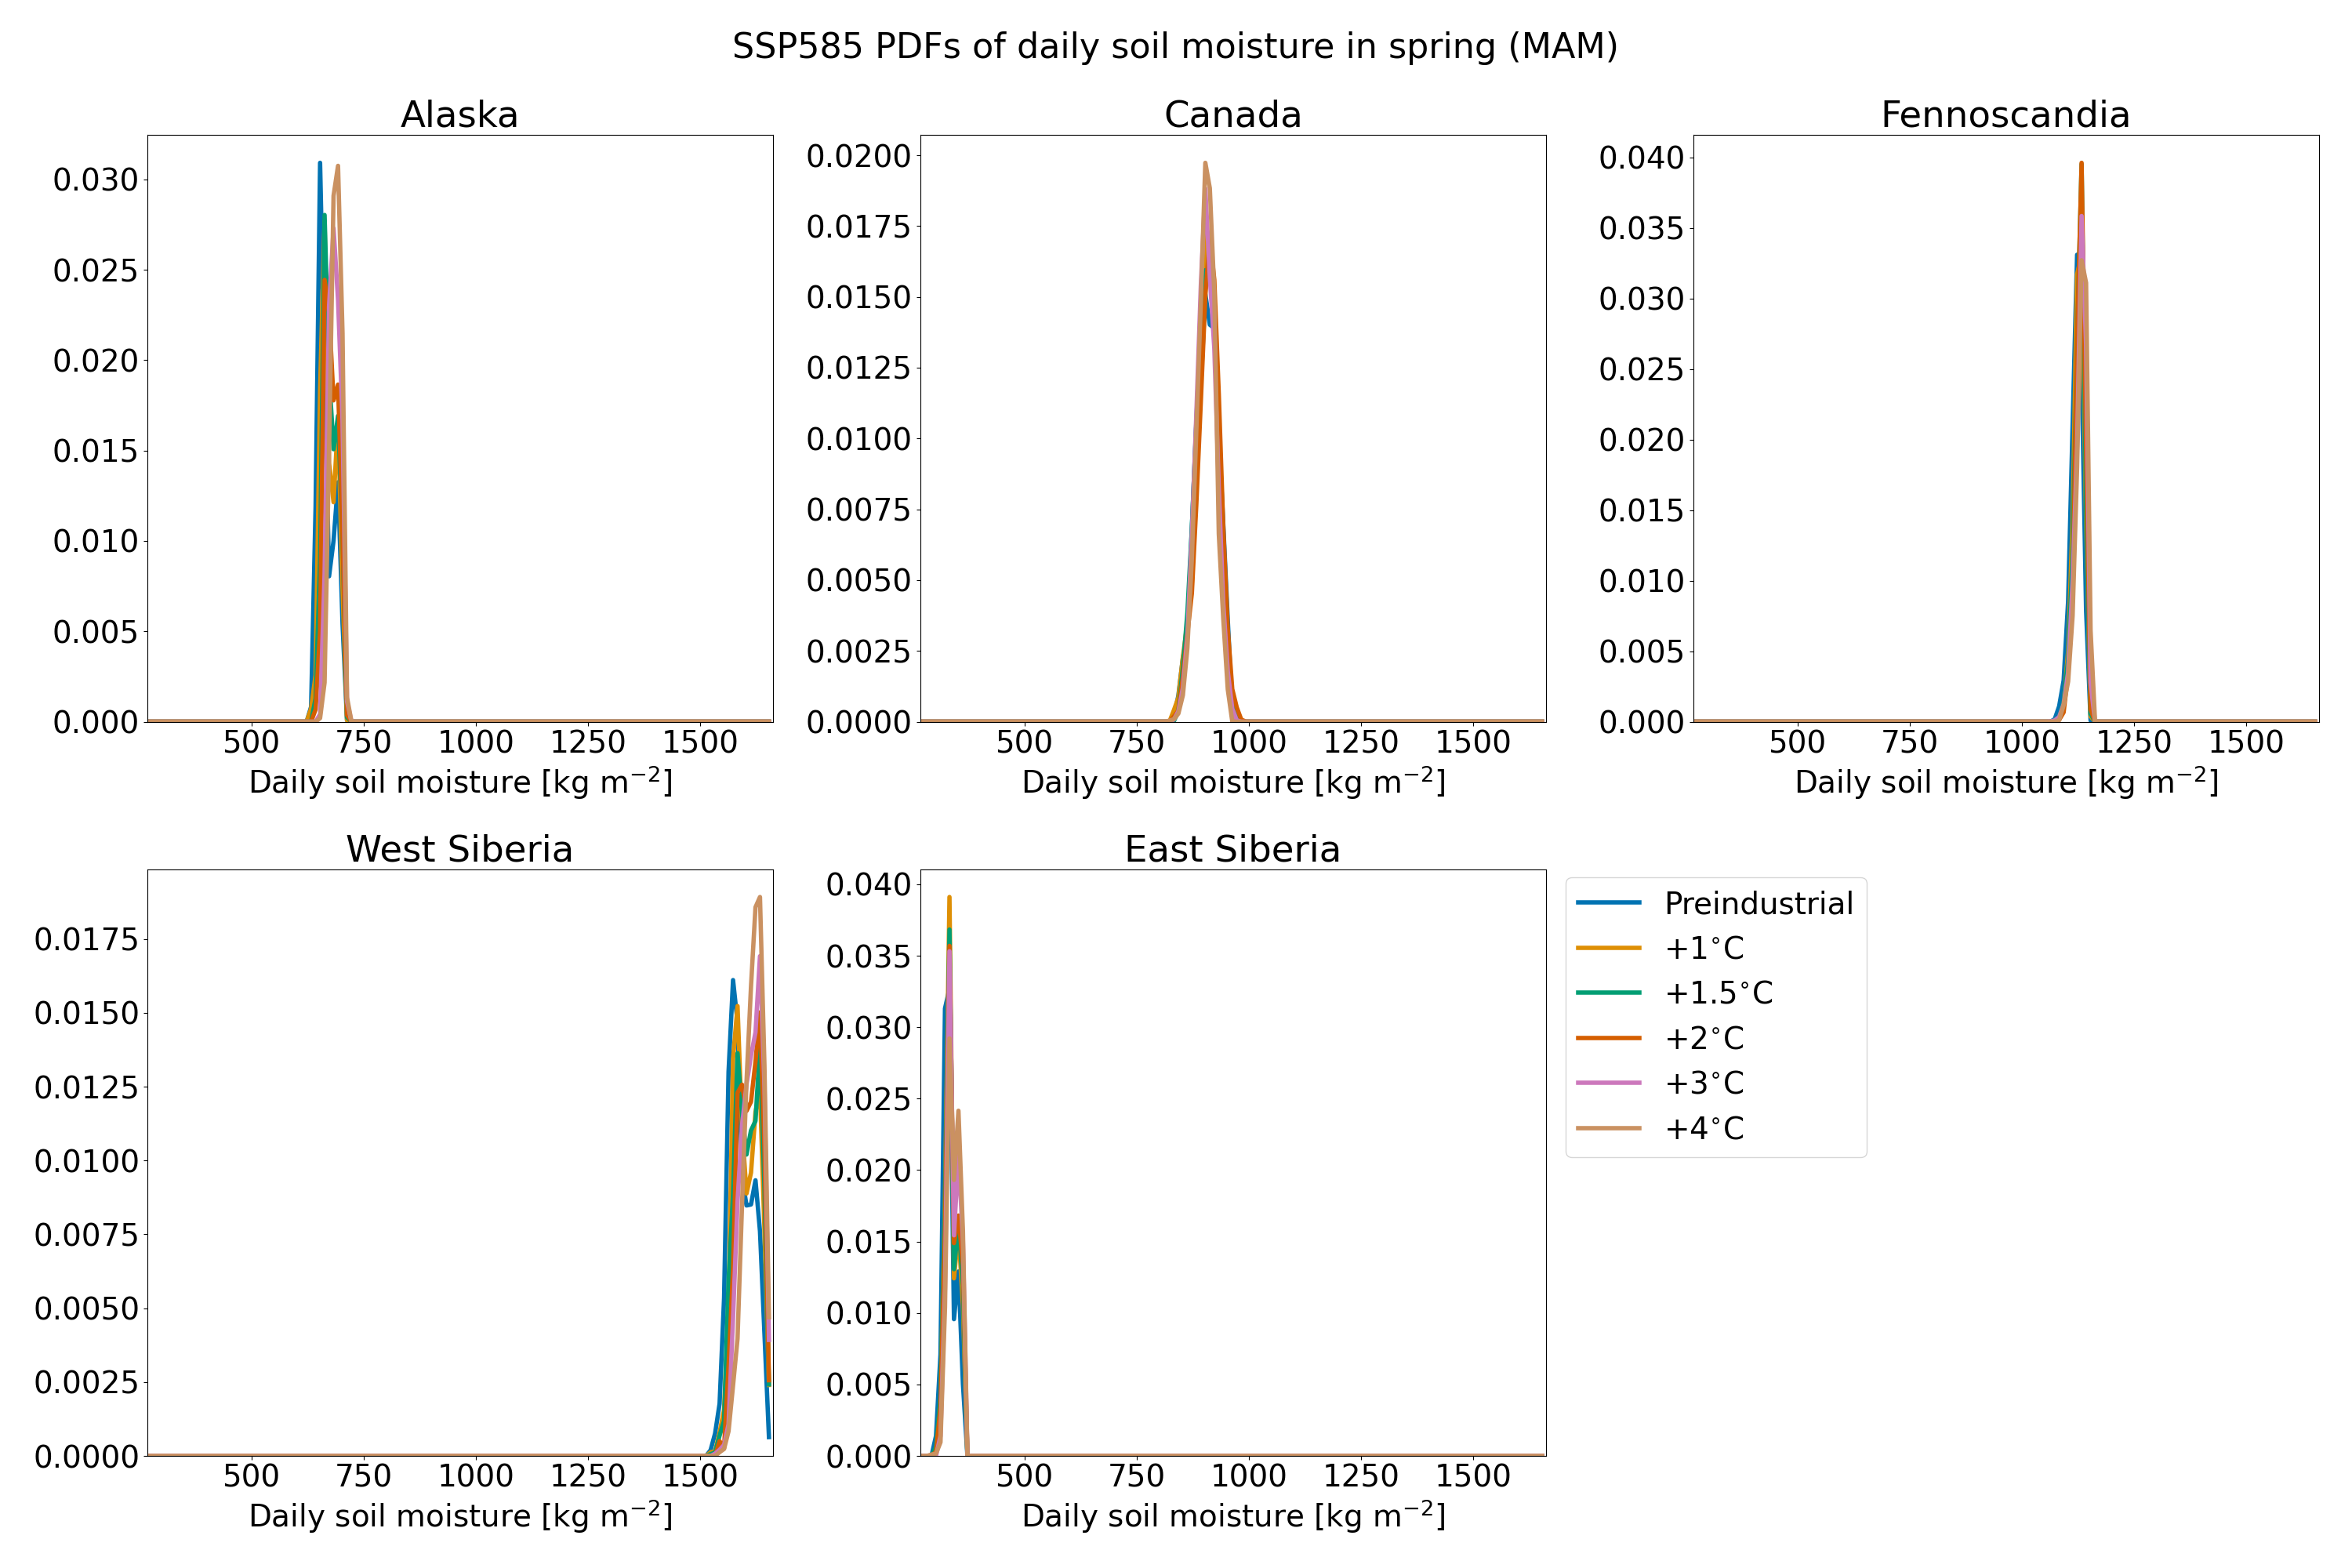 SSP585 PDFs of daily soil moisture in spring (MAM)
Alaska
0.030
0.025
0.020
0.015
0.010
0.005
0.000
500 750 1000 1250 1500
Daily soil moisture [kg m⁻²]
Canada
0.0200
0.0175
0.0150
0.0125
0.0100
0.0075
0.0050
0.0025
0.0000
500 750 1000 1250 1500
Daily soil moisture [kg m⁻²]
Fennoscandia
0.040
0.035
0.030
0.025
0.020
0.015
0.010
0.005
0.000
500 750 1000 1250 1500
Daily soil moisture [kg m⁻²]
West Siberia
0.0175
0.0150
0.0125
0.0100
0.0075
0.0050
0.0025
0.0000
500 750 1000 1250 1500
Daily soil moisture [kg m⁻²]
East Siberia
0.040
0.035
0.030
0.025
0.020
0.015
0.010
0.005
0.000
500 750 1000 1250 1500
Daily soil moisture [kg m⁻²]
Preindustrial
+1°C
+1.5°C
+2°C
+3°C
+4°C